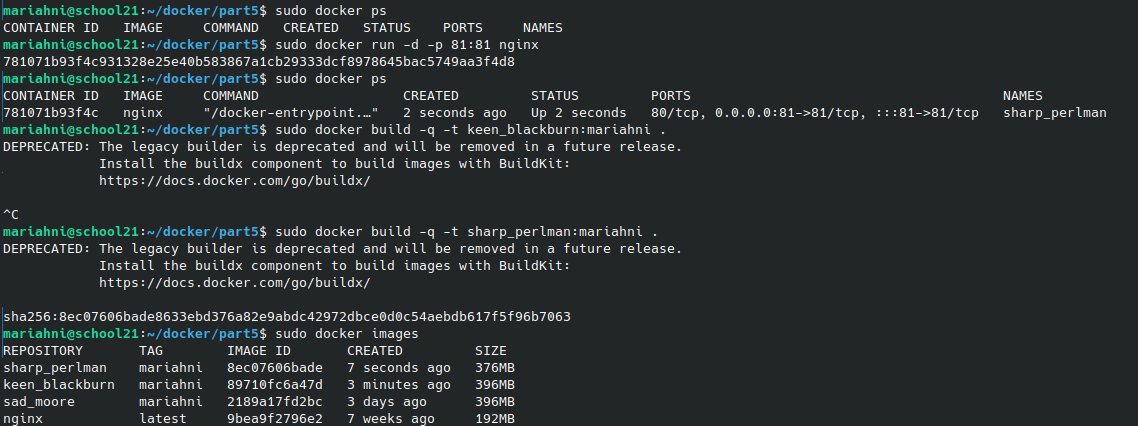 mariahni@school21:~/docker/part5$ sudo docker ps
CONTAINER ID   IMAGE     COMMAND   CREATED   STATUS    PORTS     NAMES
mariahni@school21:~/docker/part5$ sudo docker run -d -p 81:81 nginx
781071b93f4c931328e25e40b583867a1cb29333dcf8978645bac5749aa3f4d8
mariahni@school21:~/docker/part5$ sudo docker ps
CONTAINER ID   IMAGE     COMMAND                  CREATED         STATUS         PORTS                                       NAMES
781071b93f4c   nginx     "/docker-entrypoint.…"   2 seconds ago   Up 2 seconds   80/tcp, 0.0.0.0:81->81/tcp, :::81->81/tcp   sharp_perlman
mariahni@school21:~/docker/part5$ sudo docker build -q -t keen_blackburn:mariahni .
DEPRECATED: The legacy builder is deprecated and will be removed in a future release.
            Install the buildx component to build images with BuildKit:
            https://docs.docker.com/go/buildx/
^C
mariahni@school21:~/docker/part5$ sudo docker build -q -t sharp_perlman:mariahni .
DEPRECATED: The legacy builder is deprecated and will be removed in a future release.
            Install the buildx component to build images with BuildKit:
            https://docs.docker.com/go/buildx/
sha256:8ec07606bade8633ebd376a82e9abdc42972dbce0d0c54aebdb617f5f96b7063
mariahni@school21:~/docker/part5$ sudo docker images
REPOSITORY       TAG        IMAGE ID       CREATED         SIZE
sharp_perlman    mariahni   8ec07606bade   7 seconds ago   376MB
keen_blackburn   mariahni   89710fc6a47d   3 minutes ago   396MB
sad_moore        mariahni   2189a17fd2bc   3 days ago      396MB
nginx            latest     9bea9f2796e2   7 weeks ago     192MB